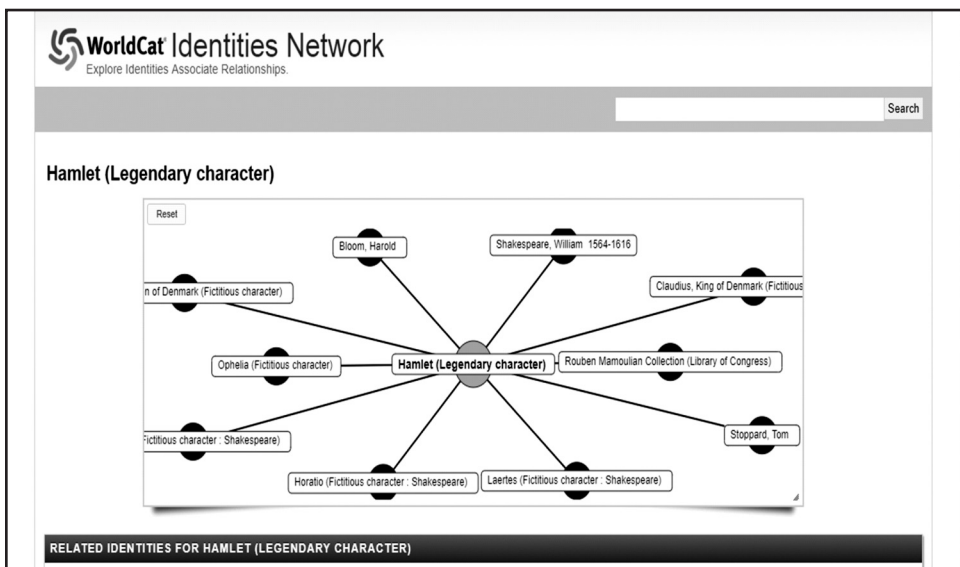 WorldCat® Identities Network
Explore Identities Associate Relationships.
Search
Hamlet (Legendary character)
Reset
Bloom, Harold
Shakespeare, William 1564-1616
n of Denmark (Fictitious character)
Claudius, King of Denmark (Fictitious
Ophelia (Fictitious character)
Hamlet (Legendary character)
Rouben Mamoulian Collection (Library of Congress)
Fictitious character : Shakespeare)
Stoppard, Tom
Horatio (Fictitious character : Shakespeare)
Laertes (Fictitious character : Shakespeare)
RELATED IDENTITIES FOR HAMLET (LEGENDARY CHARACTER)